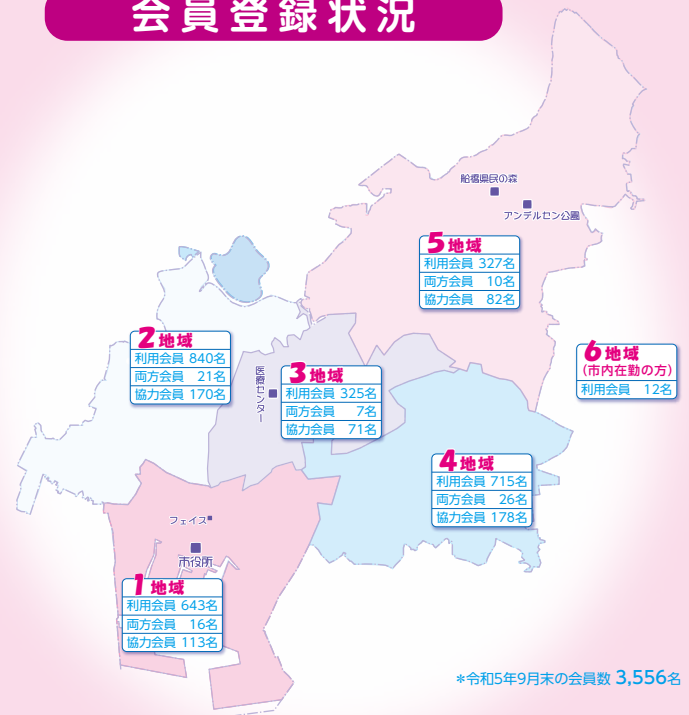 会員登録状況
船橋県民の森
アンデルセン公園
5地域
利用会員 327名
両方会員 10名
協力会員 82名
2地域
利用会員 840名
両方会員 21名
協力会員 170名
医療センター
3地域
利用会員 325名
両方会員 7名
協力会員 71名
6地域
(市内在勤の方)
利用会員 12名
4地域
利用会員 715名
両方会員 26名
協力会員 178名
フェイス
市役所
1地域
利用会員 643名
両方会員 16名
協力会員 113名
*令和5年9月末の会員数 3,556名